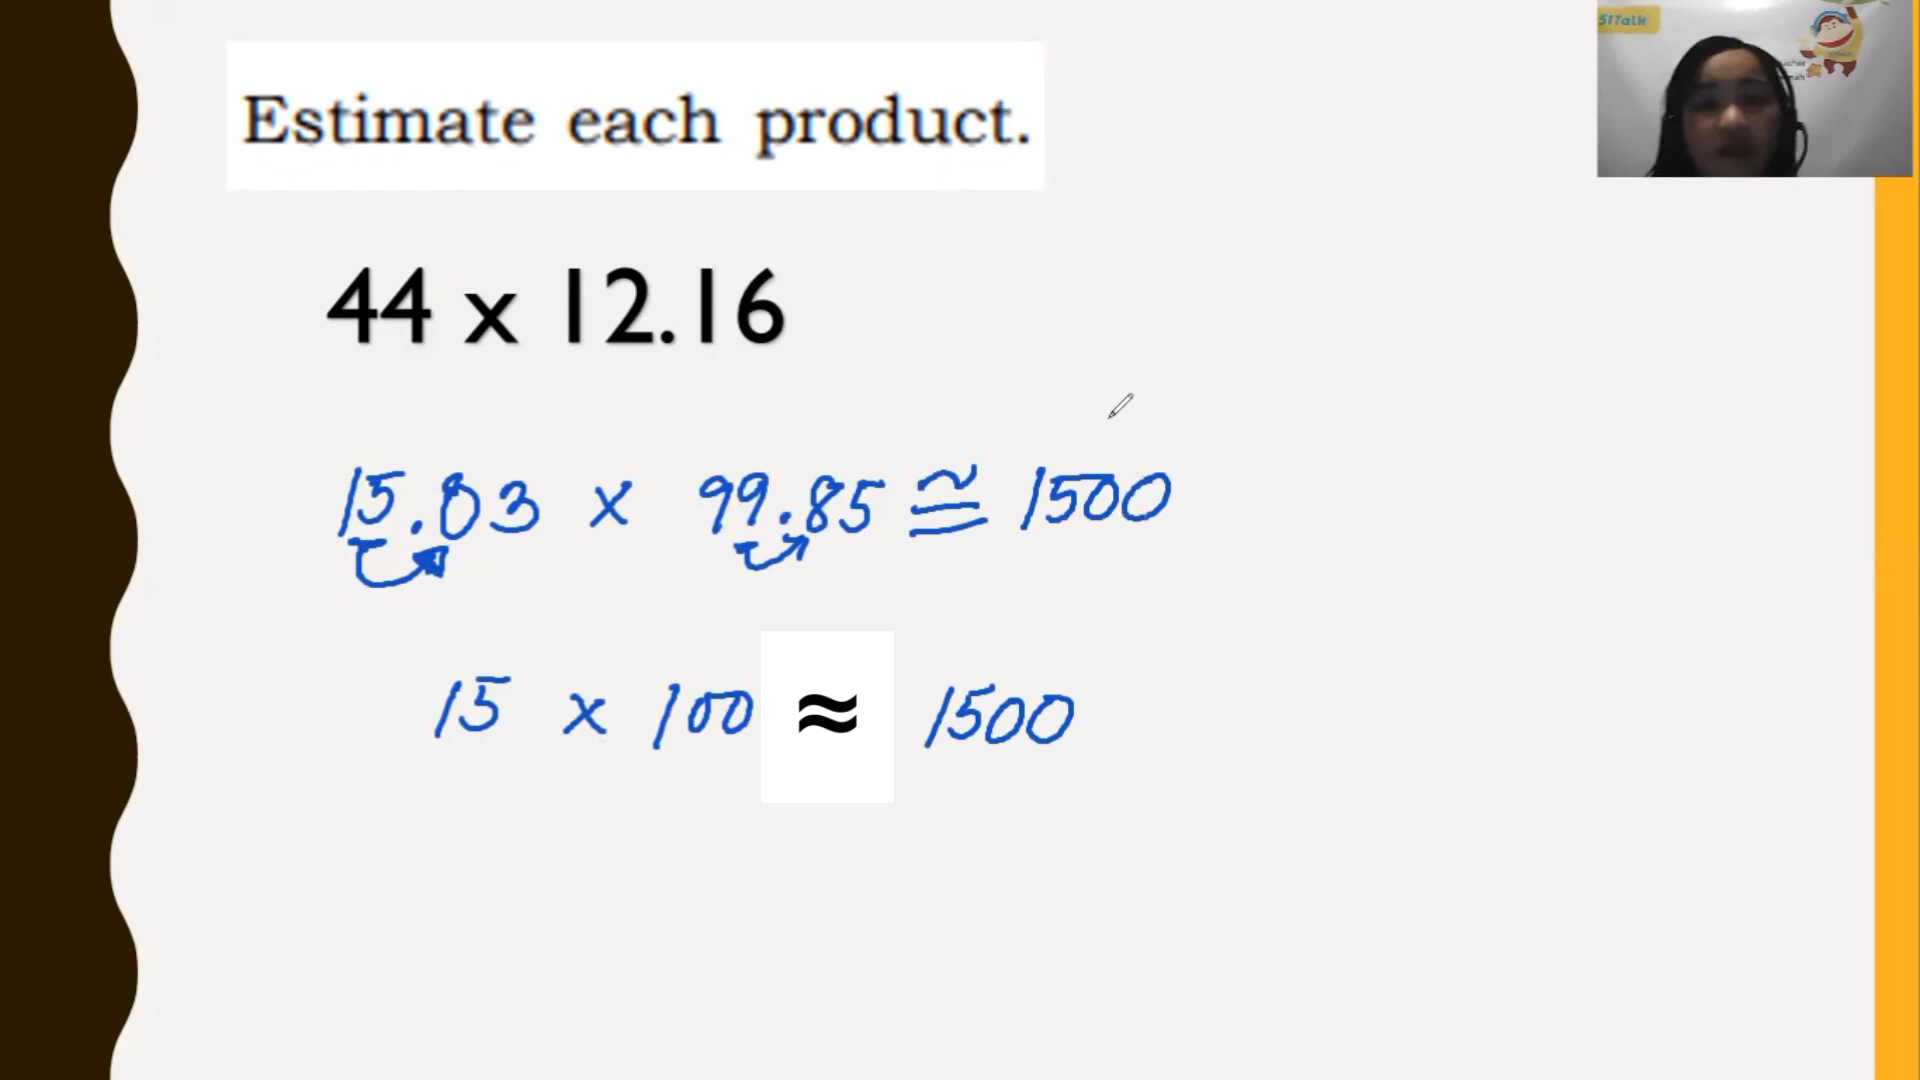 51Talk
Estimate each product.
44 x 12.16
15.03 x 99.85 ≅ 1500
15 x 100 ≈ 1500